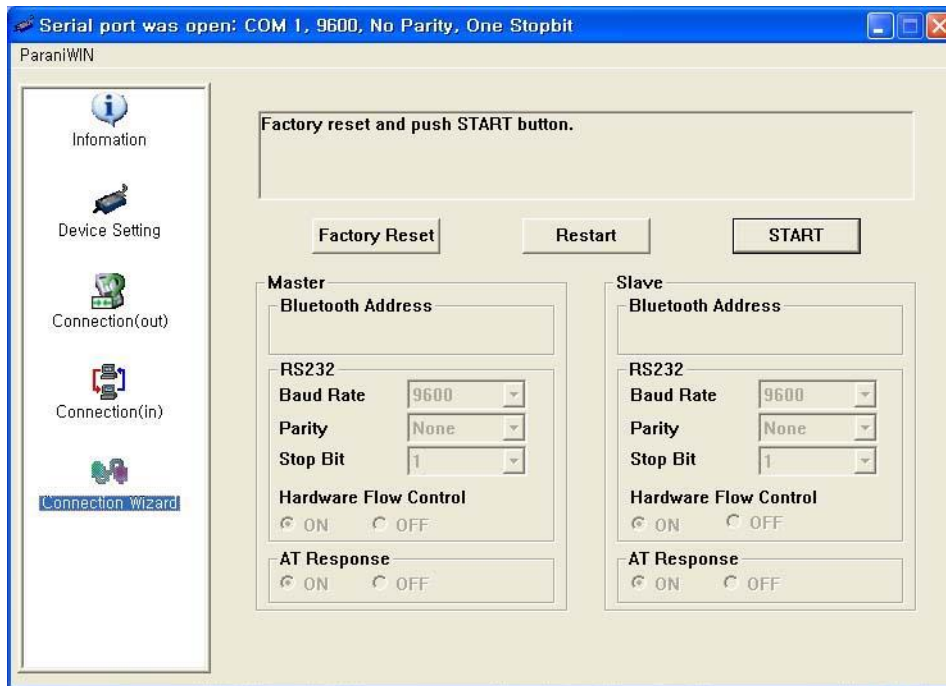 Serial port was open: COM 1, 9600, No Parity, One Stopbit
ParaniWIN
Infomation
Device Setting
Connection(out)
Connection(in)
Connection Wizard
Factory reset and push START button.
Factory Reset Restart START
Master
Bluetooth Address
RS232
Baud Rate 9600
Parity None
Stop Bit 1
Hardware Flow Control
ON OFF
AT Response
ON OFF
Slave
Bluetooth Address
RS232
Baud Rate 9600
Parity None
Stop Bit 1
Hardware Flow Control
ON OFF
AT Response
ON OFF